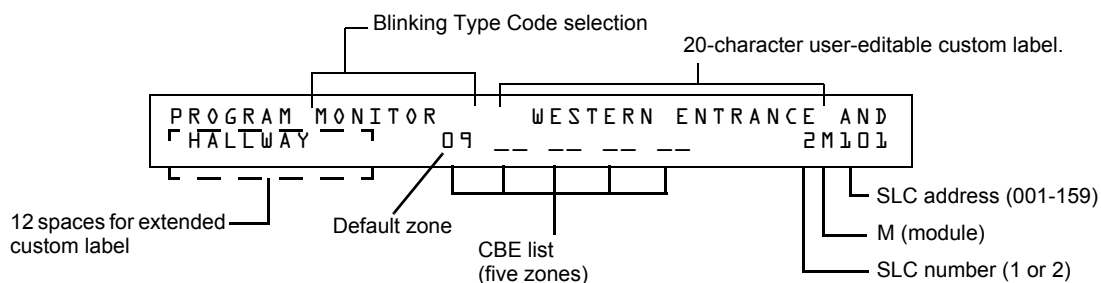 Blinking Type Code selection
20-character user-editable custom label.
PROGRAM MONITOR WESTERN ENTRANCE AND
HALLWAY 09 __ __ __ __ 2M101
SLC address (001-159)
12 spaces for extended
custom label
Default zone
CBE list
(five zones)
M (module)
SLC number (1 or 2)